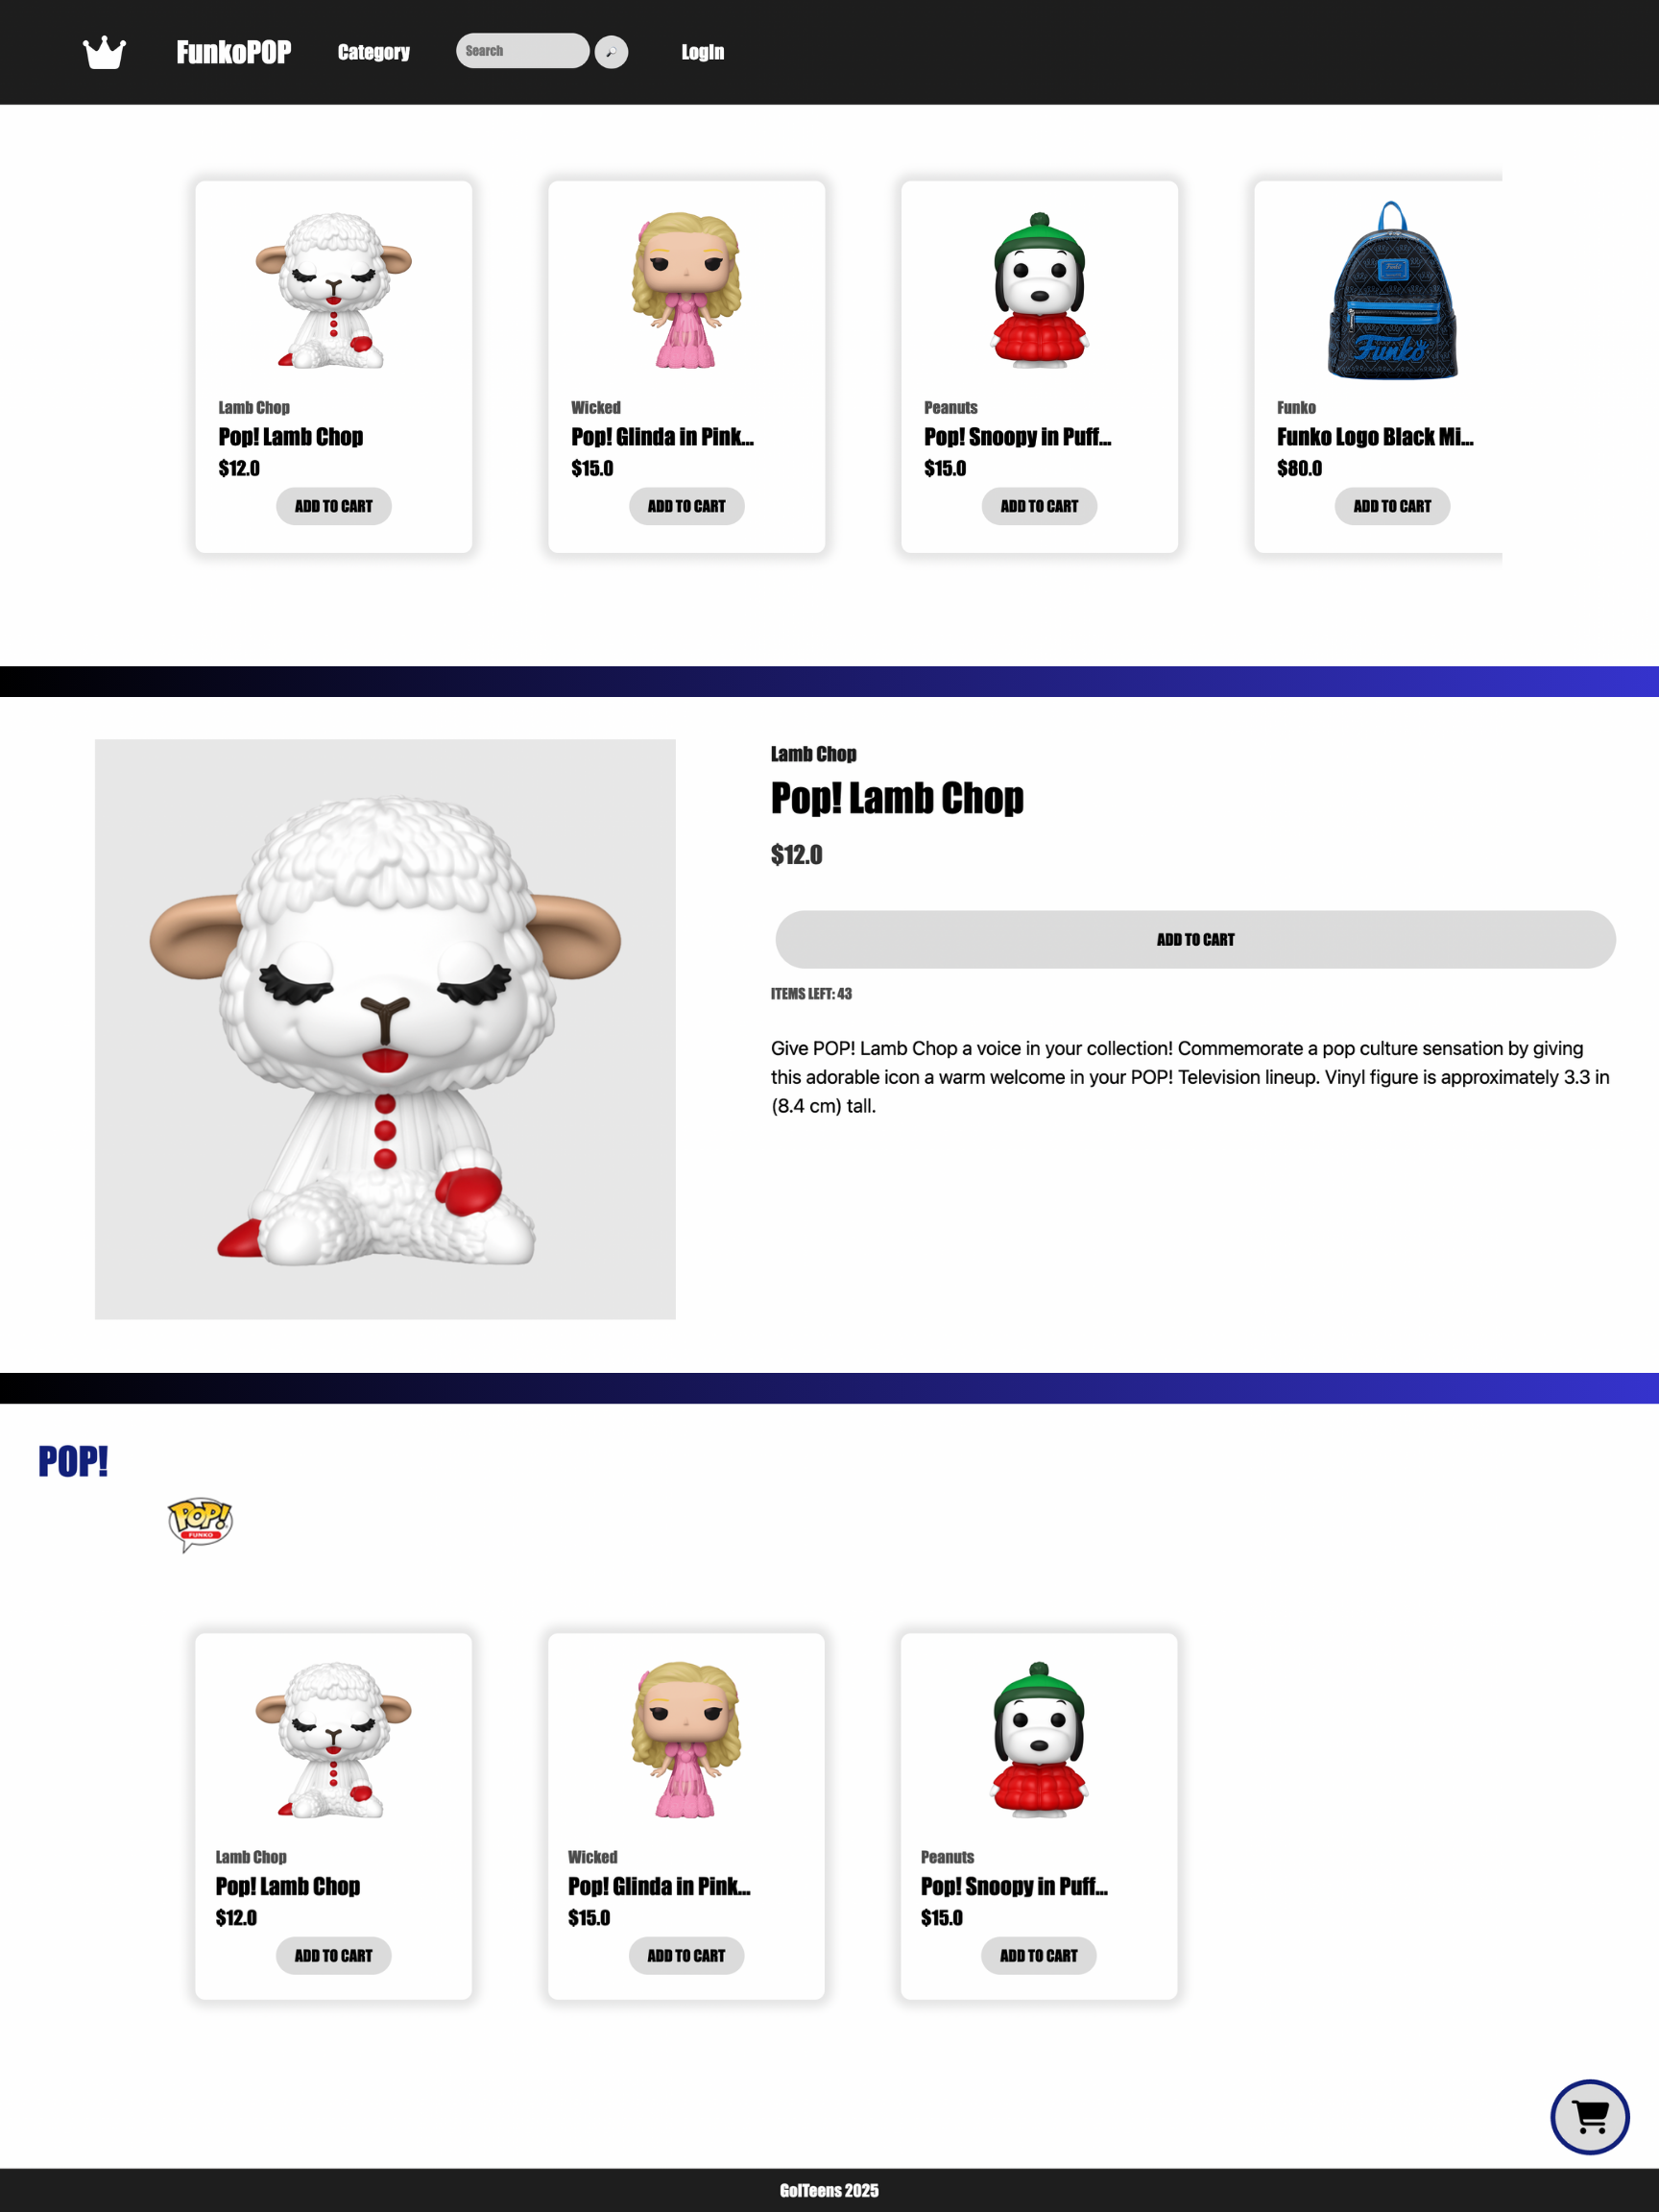 FunkoPOP
Category
Search
LogIn
Funko
Lamb Chop
Pop! Lamb Chop
$12.0
ADD TO CART
Wicked
Pop! Glinda in Pink...
$15.0
ADD TO CART
Peanuts
Pop! Snoopy in Puff...
$15.0
ADD TO CART
Funko
Funko Logo Black Mi...
$80.0
ADD TO CART
Lamb Chop
Pop! Lamb Chop
$12.0
ADD TO CART
ITEMS LEFT: 43
Give POP! Lamb Chop a voice in your collection! Commemorate a pop culture sensation by giving
this adorable icon a warm welcome in your POP! Television lineup. Vinyl figure is approximately 3.3 in
(8.4 cm) tall.
POP!
POP!
FUNKO
Lamb Chop
Pop! Lamb Chop
$12.0
ADD TO CART
Wicked
Pop! Glinda in Pink...
$15.0
ADD TO CART
Peanuts
Pop! Snoopy in Puff...
$15.0
ADD TO CART
GoITeens 2025